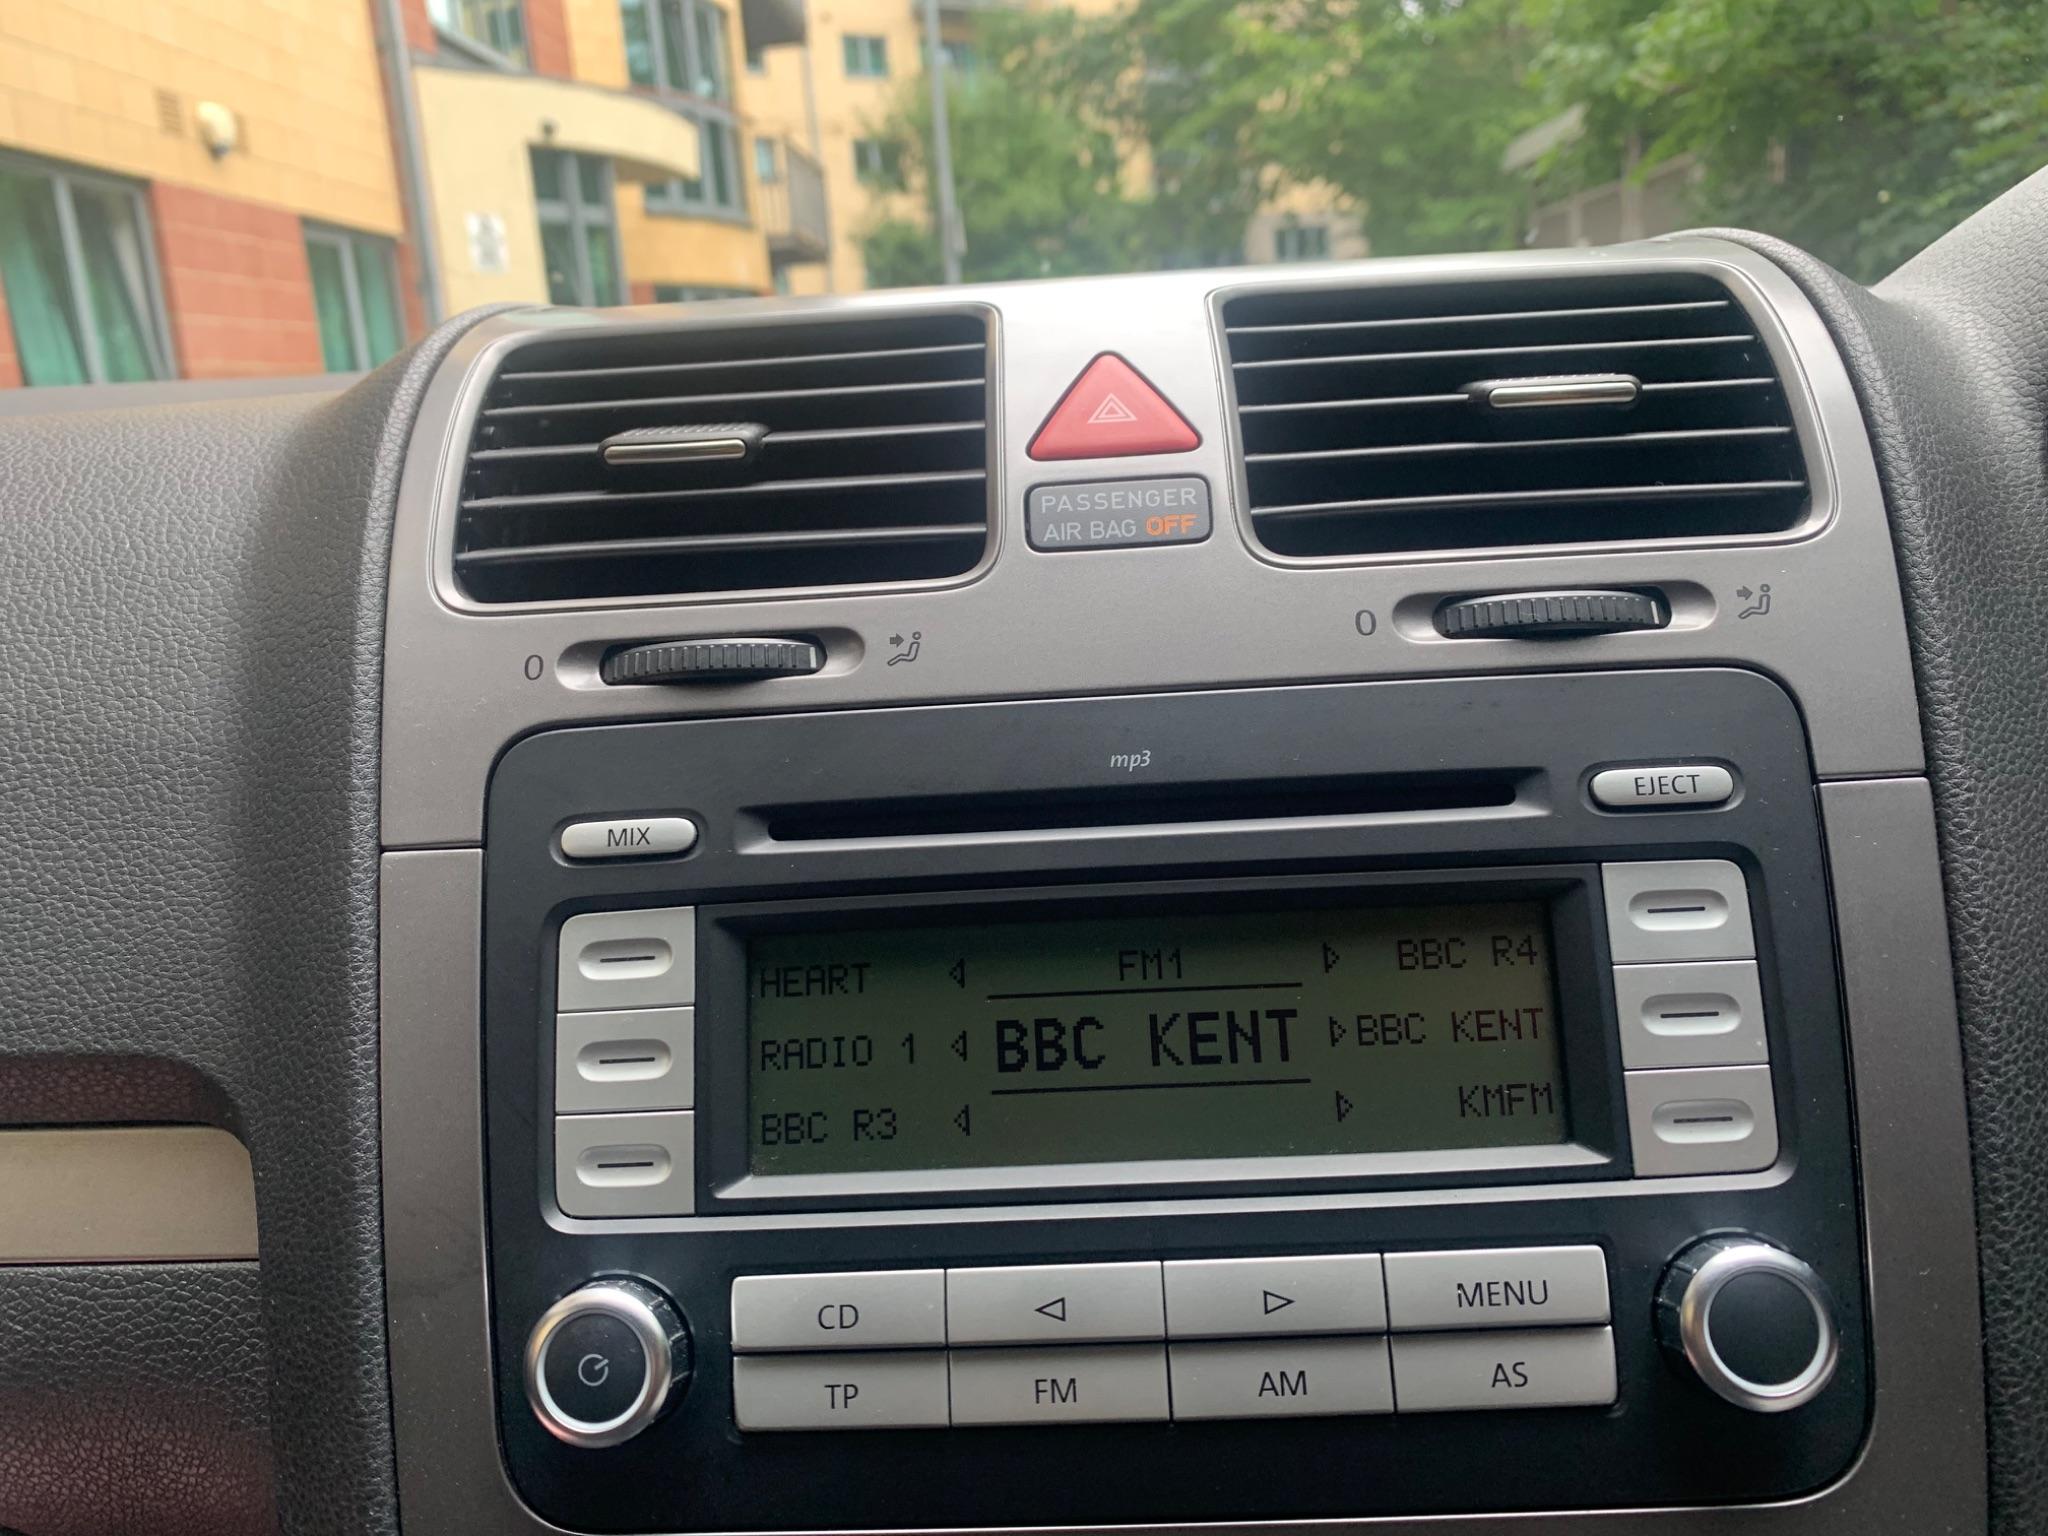 PASSENGER
AIR BAG OFF
0
0
mp3
MIX
EJECT
HEART FM1 BBC R4
RADIO 1 BBC KENT BBC KENT
BBC R3 KMFM
CD MENU
TP FM AM AS